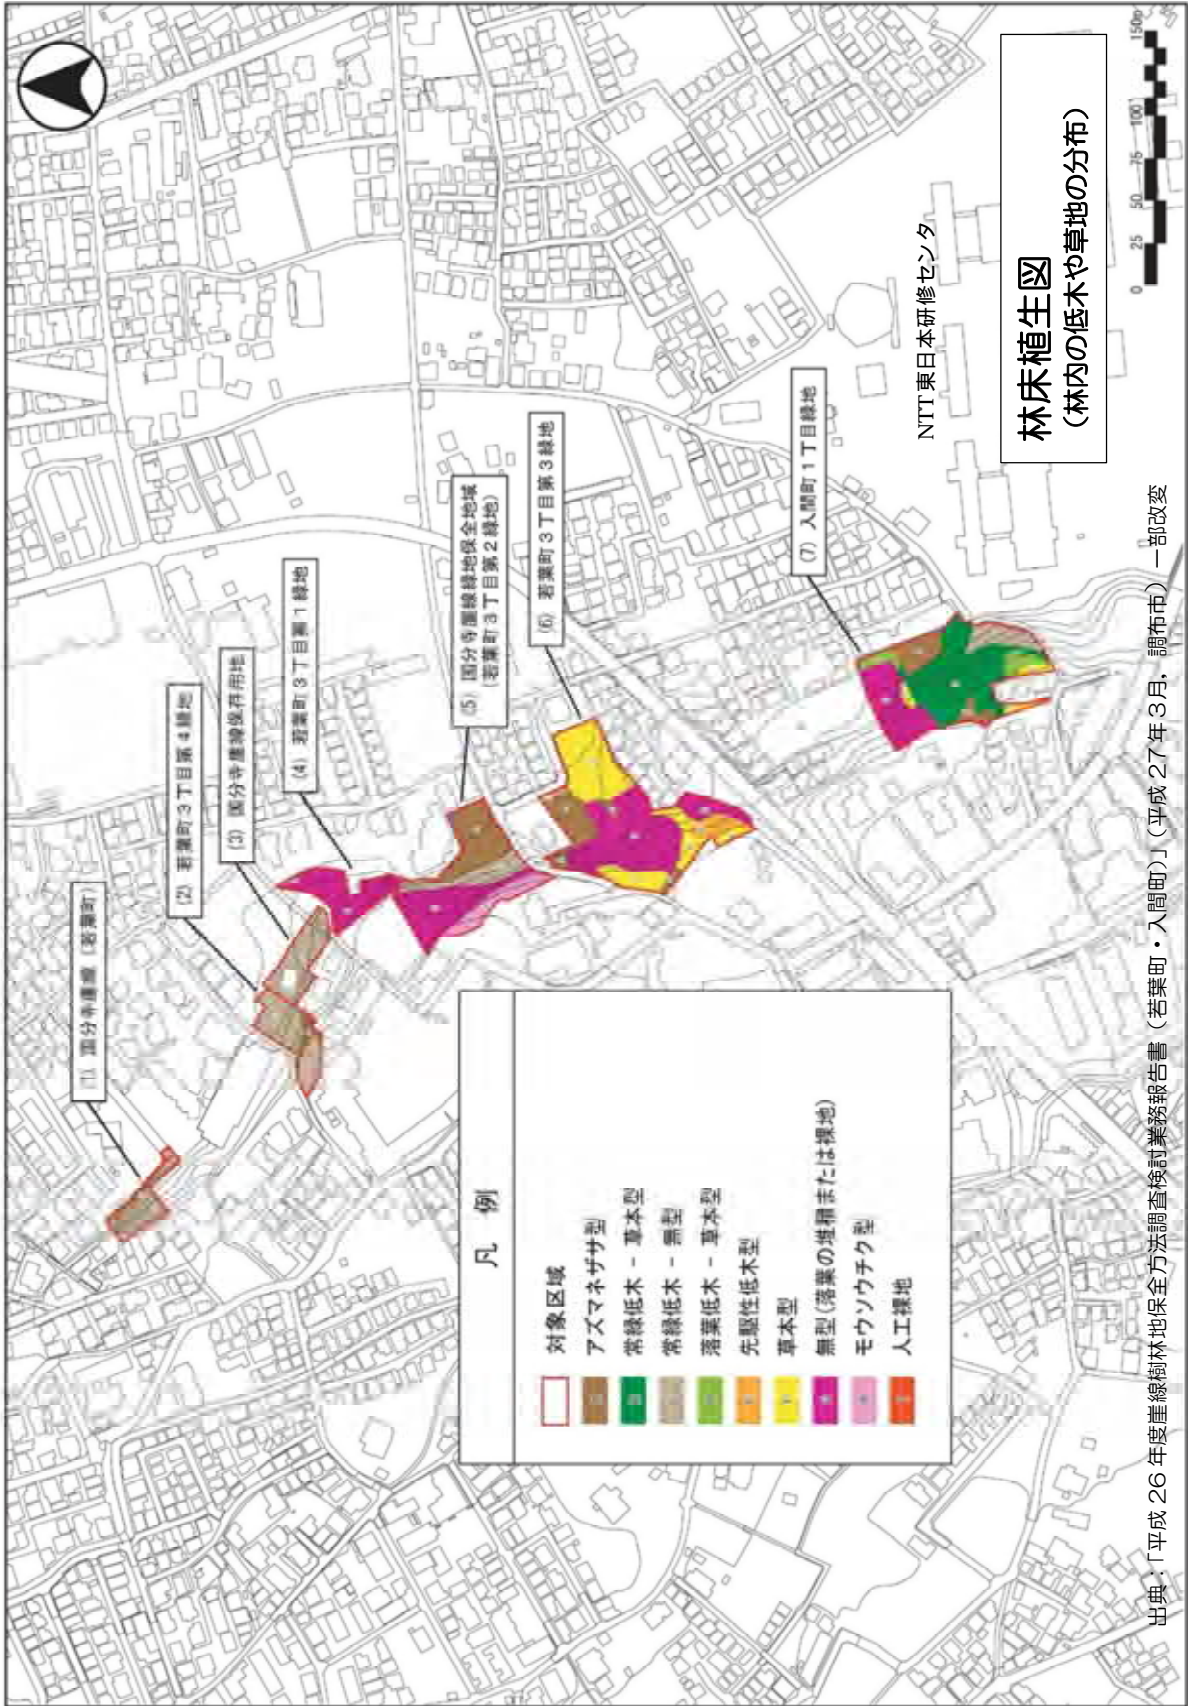 林床植生図
(林内の低木や草地の分布)
(1) 国分寺崖線 (若葉町)
(2) 若葉町3丁目第4緑地
(3) 国分寺崖線保存用地
(4) 若葉町3丁目第1緑地
(5) 国分寺崖線緑地保全地域
(若葉町3丁目第2緑地)
(6) 若葉町3丁目第3緑地
(7) 入間町1丁目緑地
NTT東日本研修センタ
凡 例
対象区域
アズマネザサ型
常緑低木 - 草本型
常緑低木 - 無型
落葉低木 - 草本型
先駆性低木型
草本型
無型(落葉の堆積または裸地)
モウソウチク型
人工裸地
0 25 50 75 100 150m
出典:「平成26年度崖線樹林地保全方法調査検討業務報告書(若葉町・入間町)」(平成27年3月,調布市)一部改変